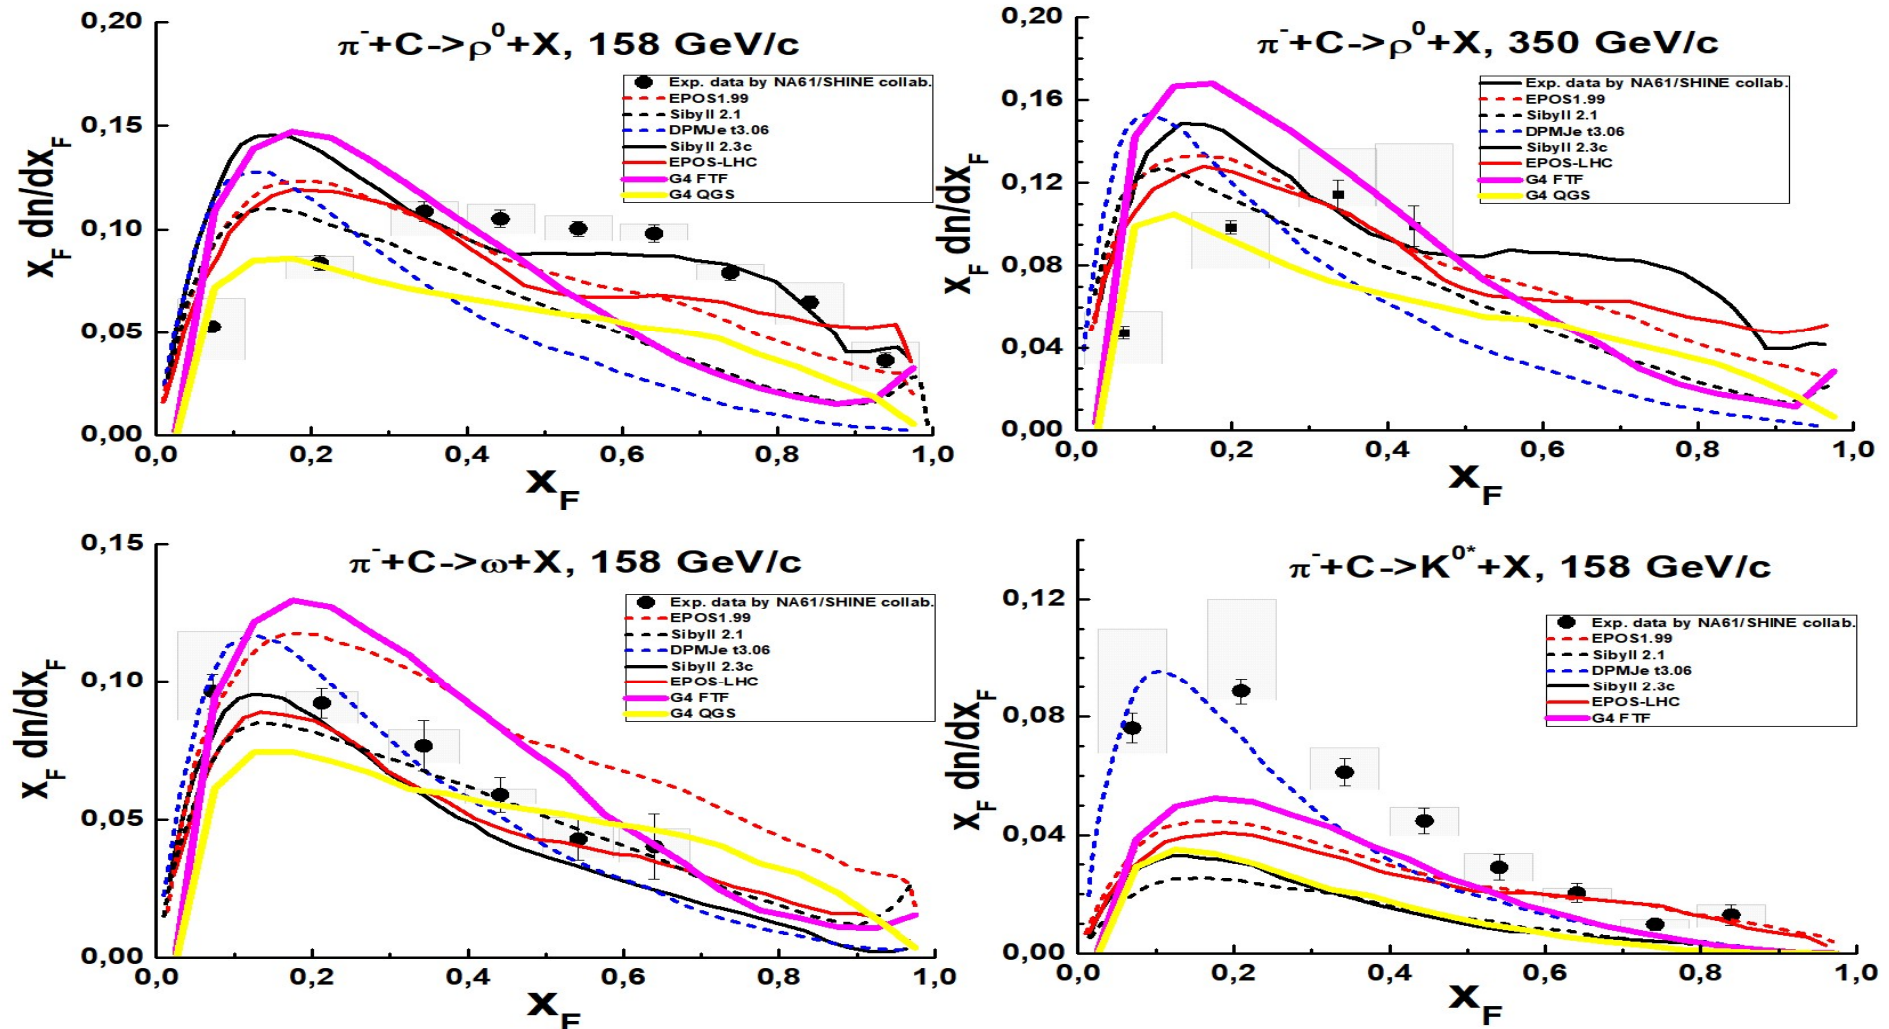 π⁻+C->ρ⁰+X, 158 GeV/c
Exp. data by NA61/SHINE collab.
EPOS1.99
Sibyll 2.1
DPMJe t3.06
Sibyll 2.3c
EPOS-LHC
G4 FTF
G4 QGS
x_F dn/dx_F
0,20
0,15
0,10
0,05
0,00
0,0 0,2 0,4 0,6 0,8 1,0
x_F
π⁻+C->ρ⁰+X, 350 GeV/c
Exp. data by NA61/SHINE collab.
EPOS1.99
Sibyll 2.1
DPMJe t3.06
Sibyll 2.3c
EPOS-LHC
G4 FTF
G4 QGS
x_F dn/dx_F
0,20
0,16
0,12
0,08
0,04
0,00
0,0 0,2 0,4 0,6 0,8 1,0
x_F
π⁻+C->ω+X, 158 GeV/c
Exp. data by NA61/SHINE collab.
EPOS1.99
Sibyll 2.1
DPMJe t3.06
Sibyll 2.3c
EPOS-LHC
G4 FTF
G4 QGS
x_F dn/dx_F
0,15
0,10
0,05
0,00
0,0 0,2 0,4 0,6 0,8 1,0
x_F
π⁻+C->K⁰*+X, 158 GeV/c
Exp. data by NA61/SHINE collab.
EPOS1.99
Sibyll 2.1
DPMJe t3.06
Sibyll 2.3c
EPOS-LHC
G4 FTF
x_F dn/dx_F
0,12
0,08
0,04
0,00
0,0 0,2 0,4 0,6 0,8 1,0
x_F